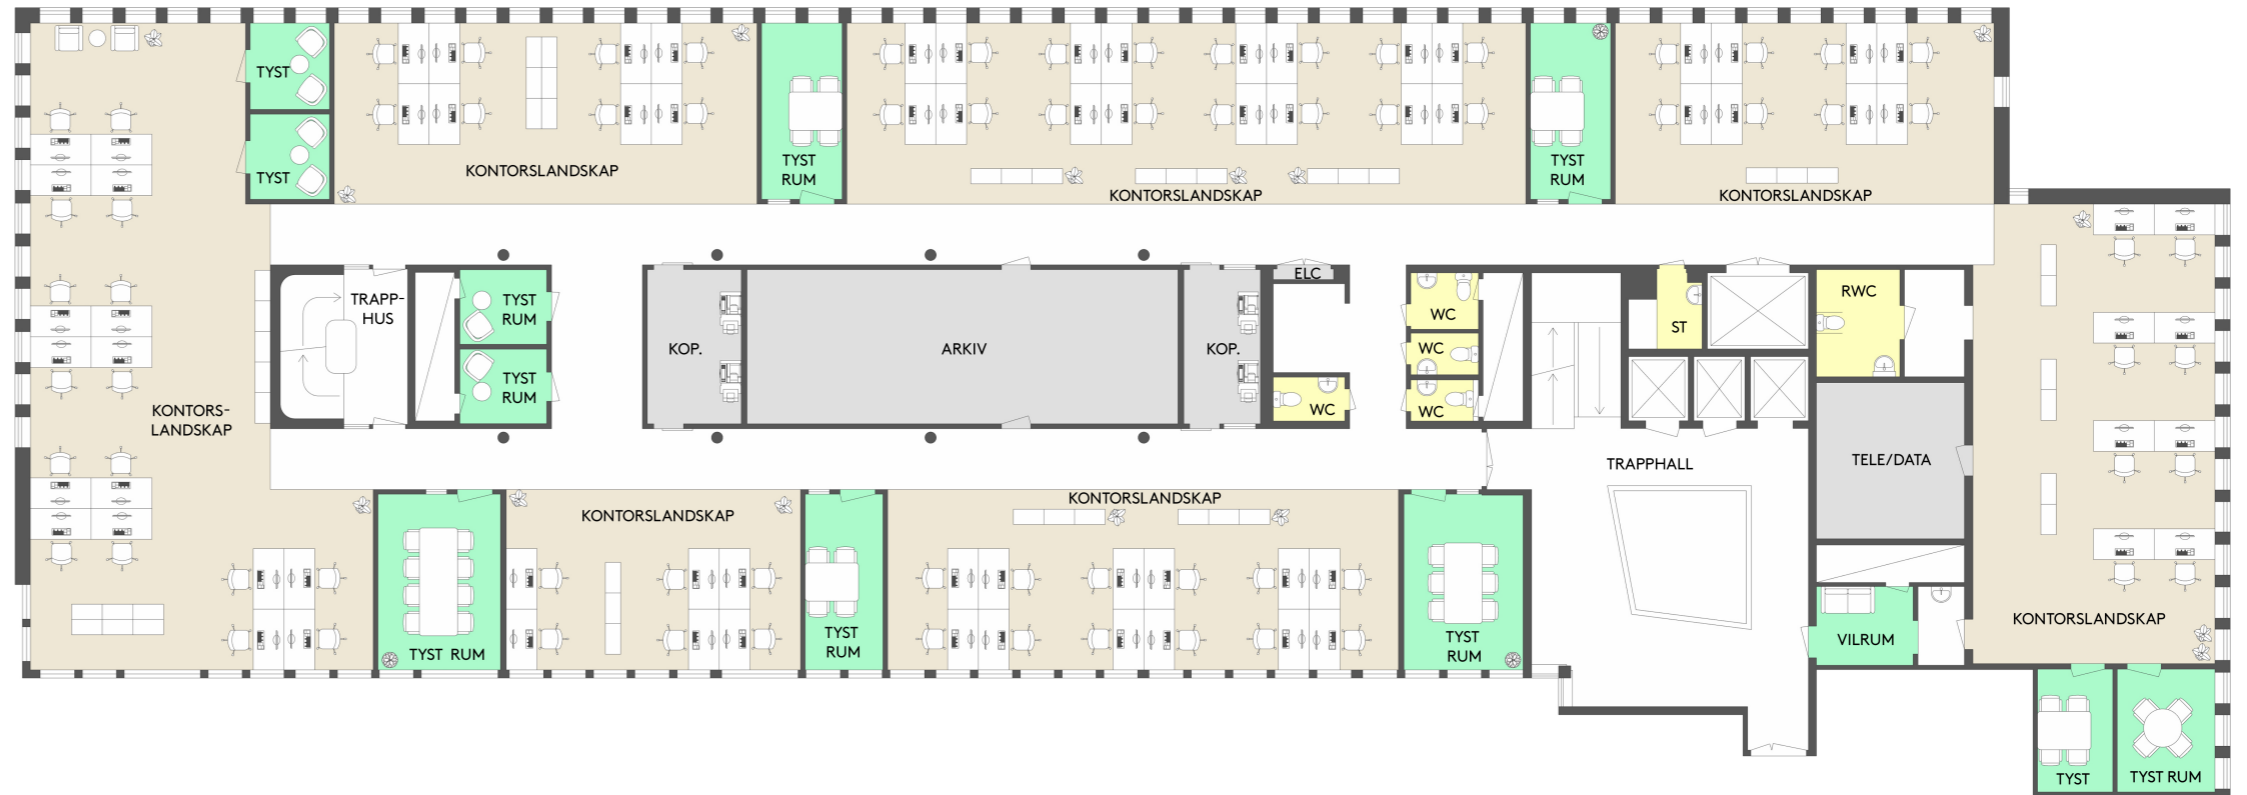 TYST
TYST
KONTORSLANDSKAP
TYST
RUM
KONTORSLANDSKAP
TYST
RUM
KONTORSLANDSKAP
TRAPP-
HUS
TYST
RUM
TYST
RUM
KOP.
ARKIV
KOP.
ELC
WC
WC
WC
WC
ST
RWC
KONTORS-
LANDSKAP
TRAPPHALL
TELE/DATA
KONTORSLANDSKAP
KONTORSLANDSKAP
TYST RUM
TYST
RUM
TYST
RUM
VILRUM
KONTORSLANDSKAP
TYST
TYST RUM